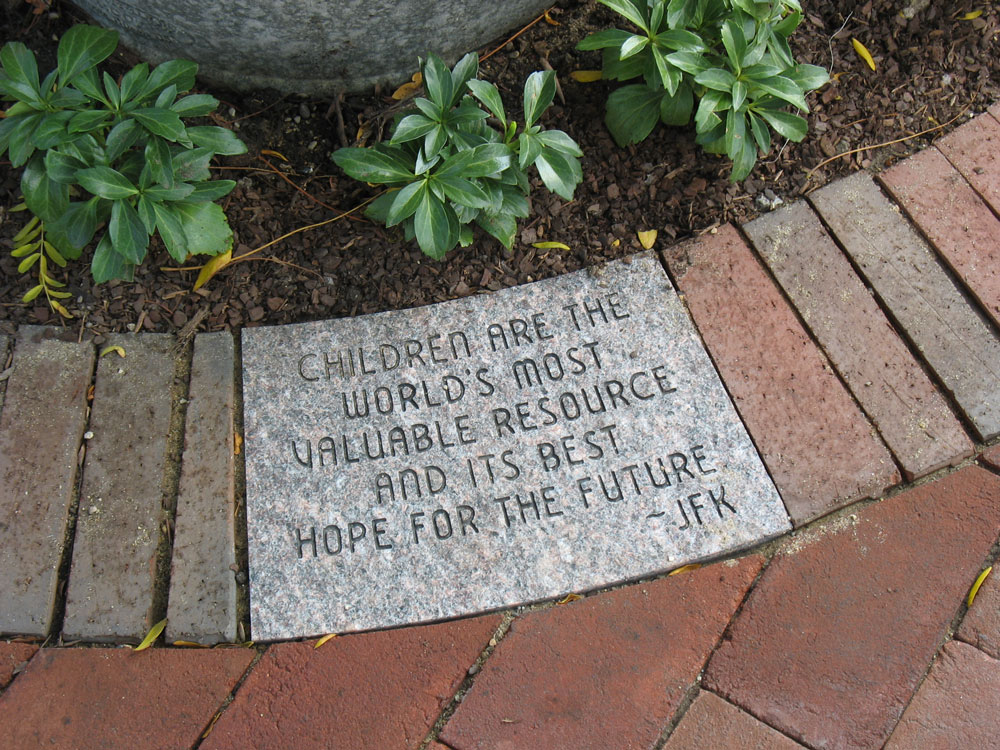 CHILDREN ARE THE
WORLD'S MOST
VALUABLE RESOURCE
AND ITS BEST
HOPE FOR THE FUTURE
~JFK